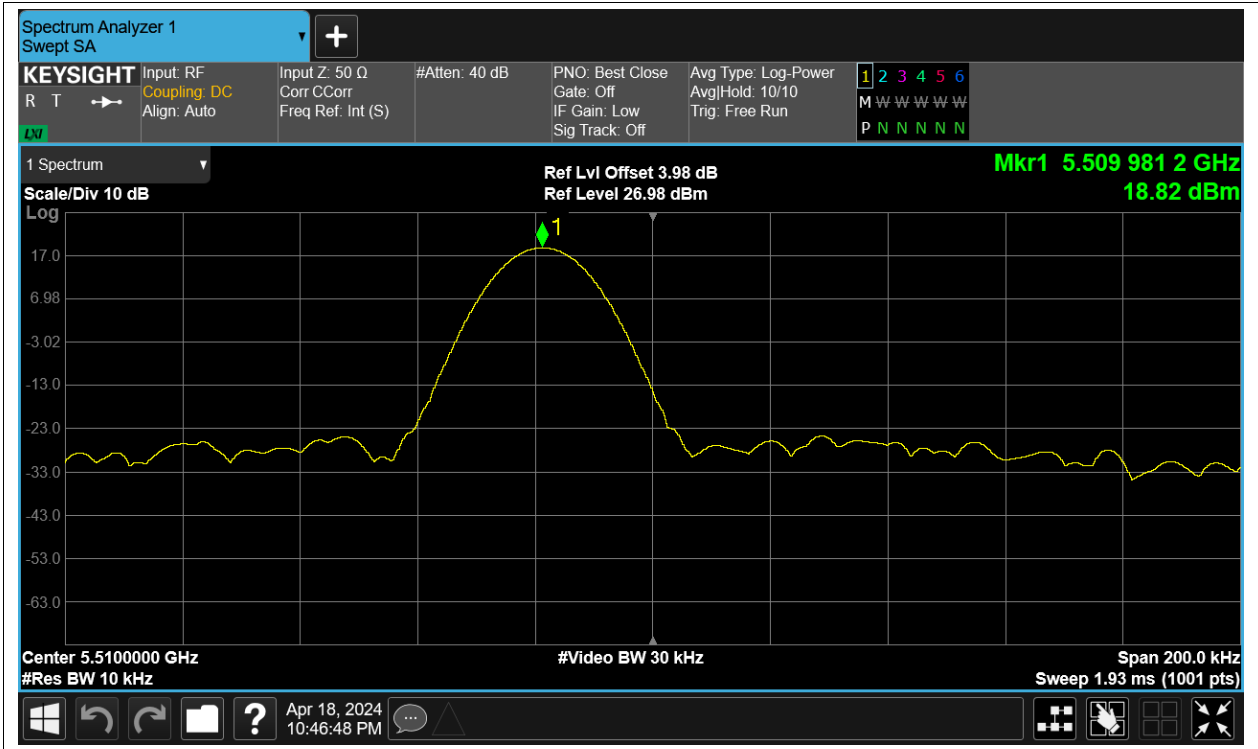 Spectrum Analyzer 1
Swept SA
KEYSIGHT
R T
LXI
Input: RF
Coupling: DC
Align: Auto
Input Z: 50 Ω
Corr CCorr
Freq Ref: Int (S)
#Atten: 40 dB
PNO: Best Close
Gate: Off
IF Gain: Low
Sig Track: Off
Avg Type: Log-Power
Avg|Hold: 10/10
Trig: Free Run
1 2 3 4 5 6
M W W W W W
P N N N N N
1 Spectrum
Scale/Div 10 dB
Log
Ref Lvl Offset 3.98 dB
Ref Level 26.98 dBm
Mkr1 5.509 981 2 GHz
18.82 dBm
1
17.0
6.98
-3.02
-13.0
-23.0
-33.0
-43.0
-53.0
-63.0
Center 5.5100000 GHz
#Video BW 30 kHz
Span 200.0 kHz
#Res BW 10 kHz
Sweep 1.93 ms (1001 pts)
?
Apr 18, 2024
10:46:48 PM